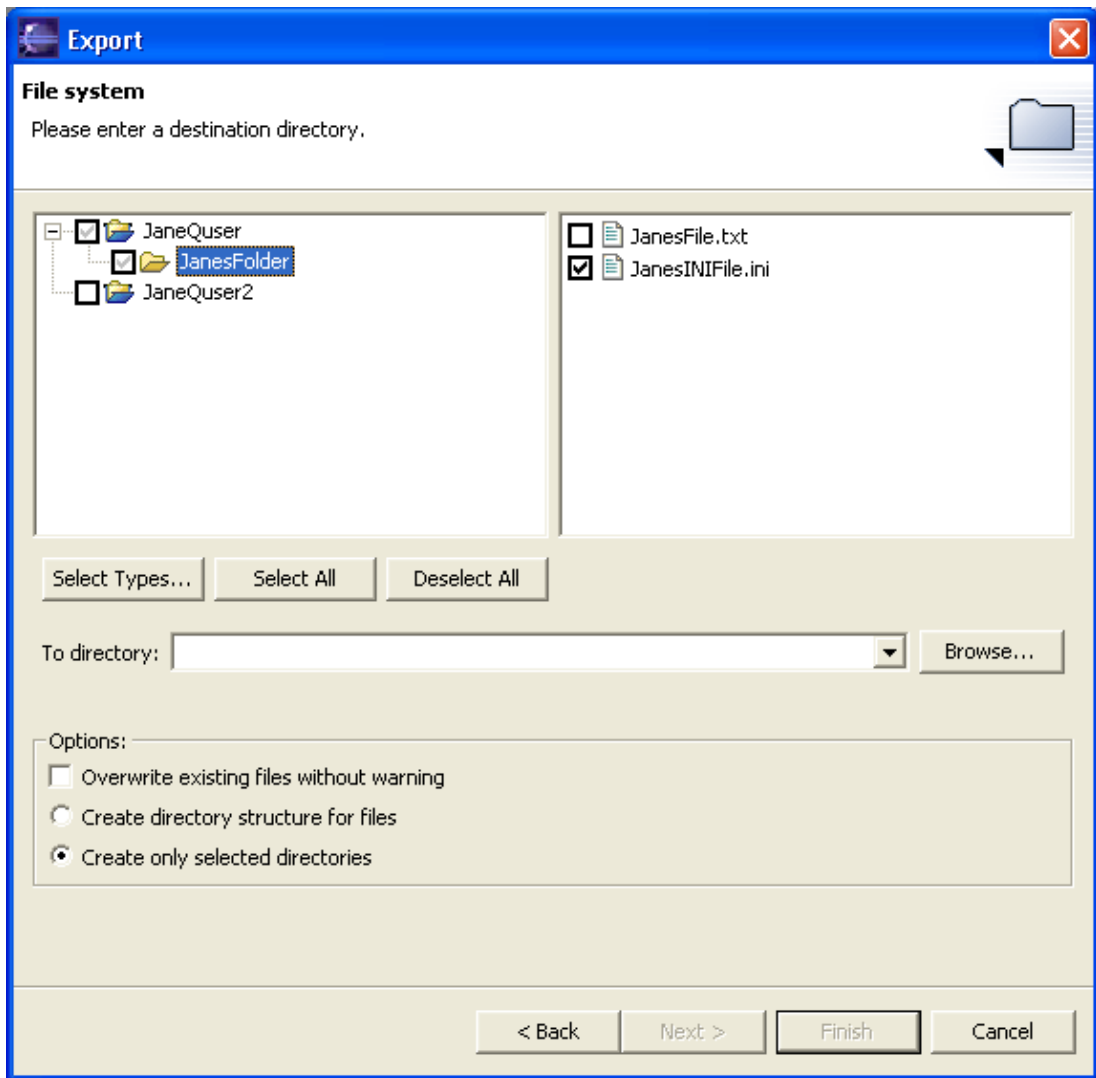 Export
File system
Please enter a destination directory.
JaneQuser
JanesFolder
JaneQuser2
JanesFile.txt
JanesINIFile.ini
Select Types... Select All Deselect All
To directory: Browse...
Options:
Overwrite existing files without warning
Create directory structure for files
Create only selected directories
< Back Next > Finish Cancel